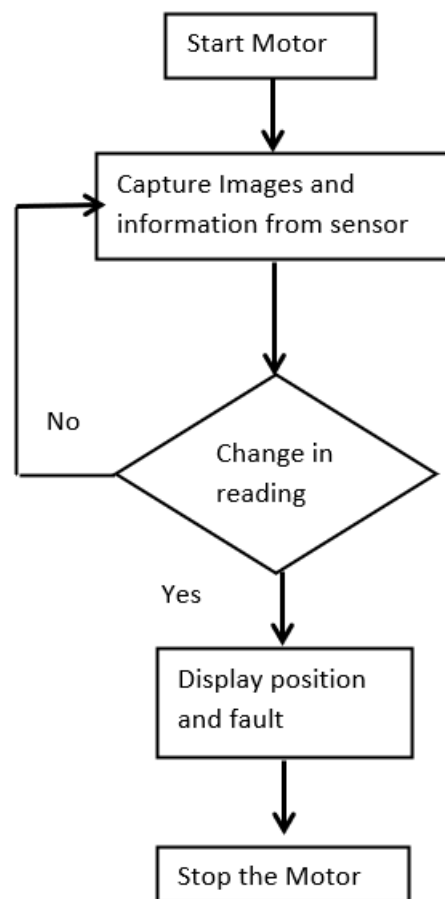 Start Motor
Capture Images and
information from sensor
No
Change in
reading
Yes
Display position
and fault
Stop the Motor